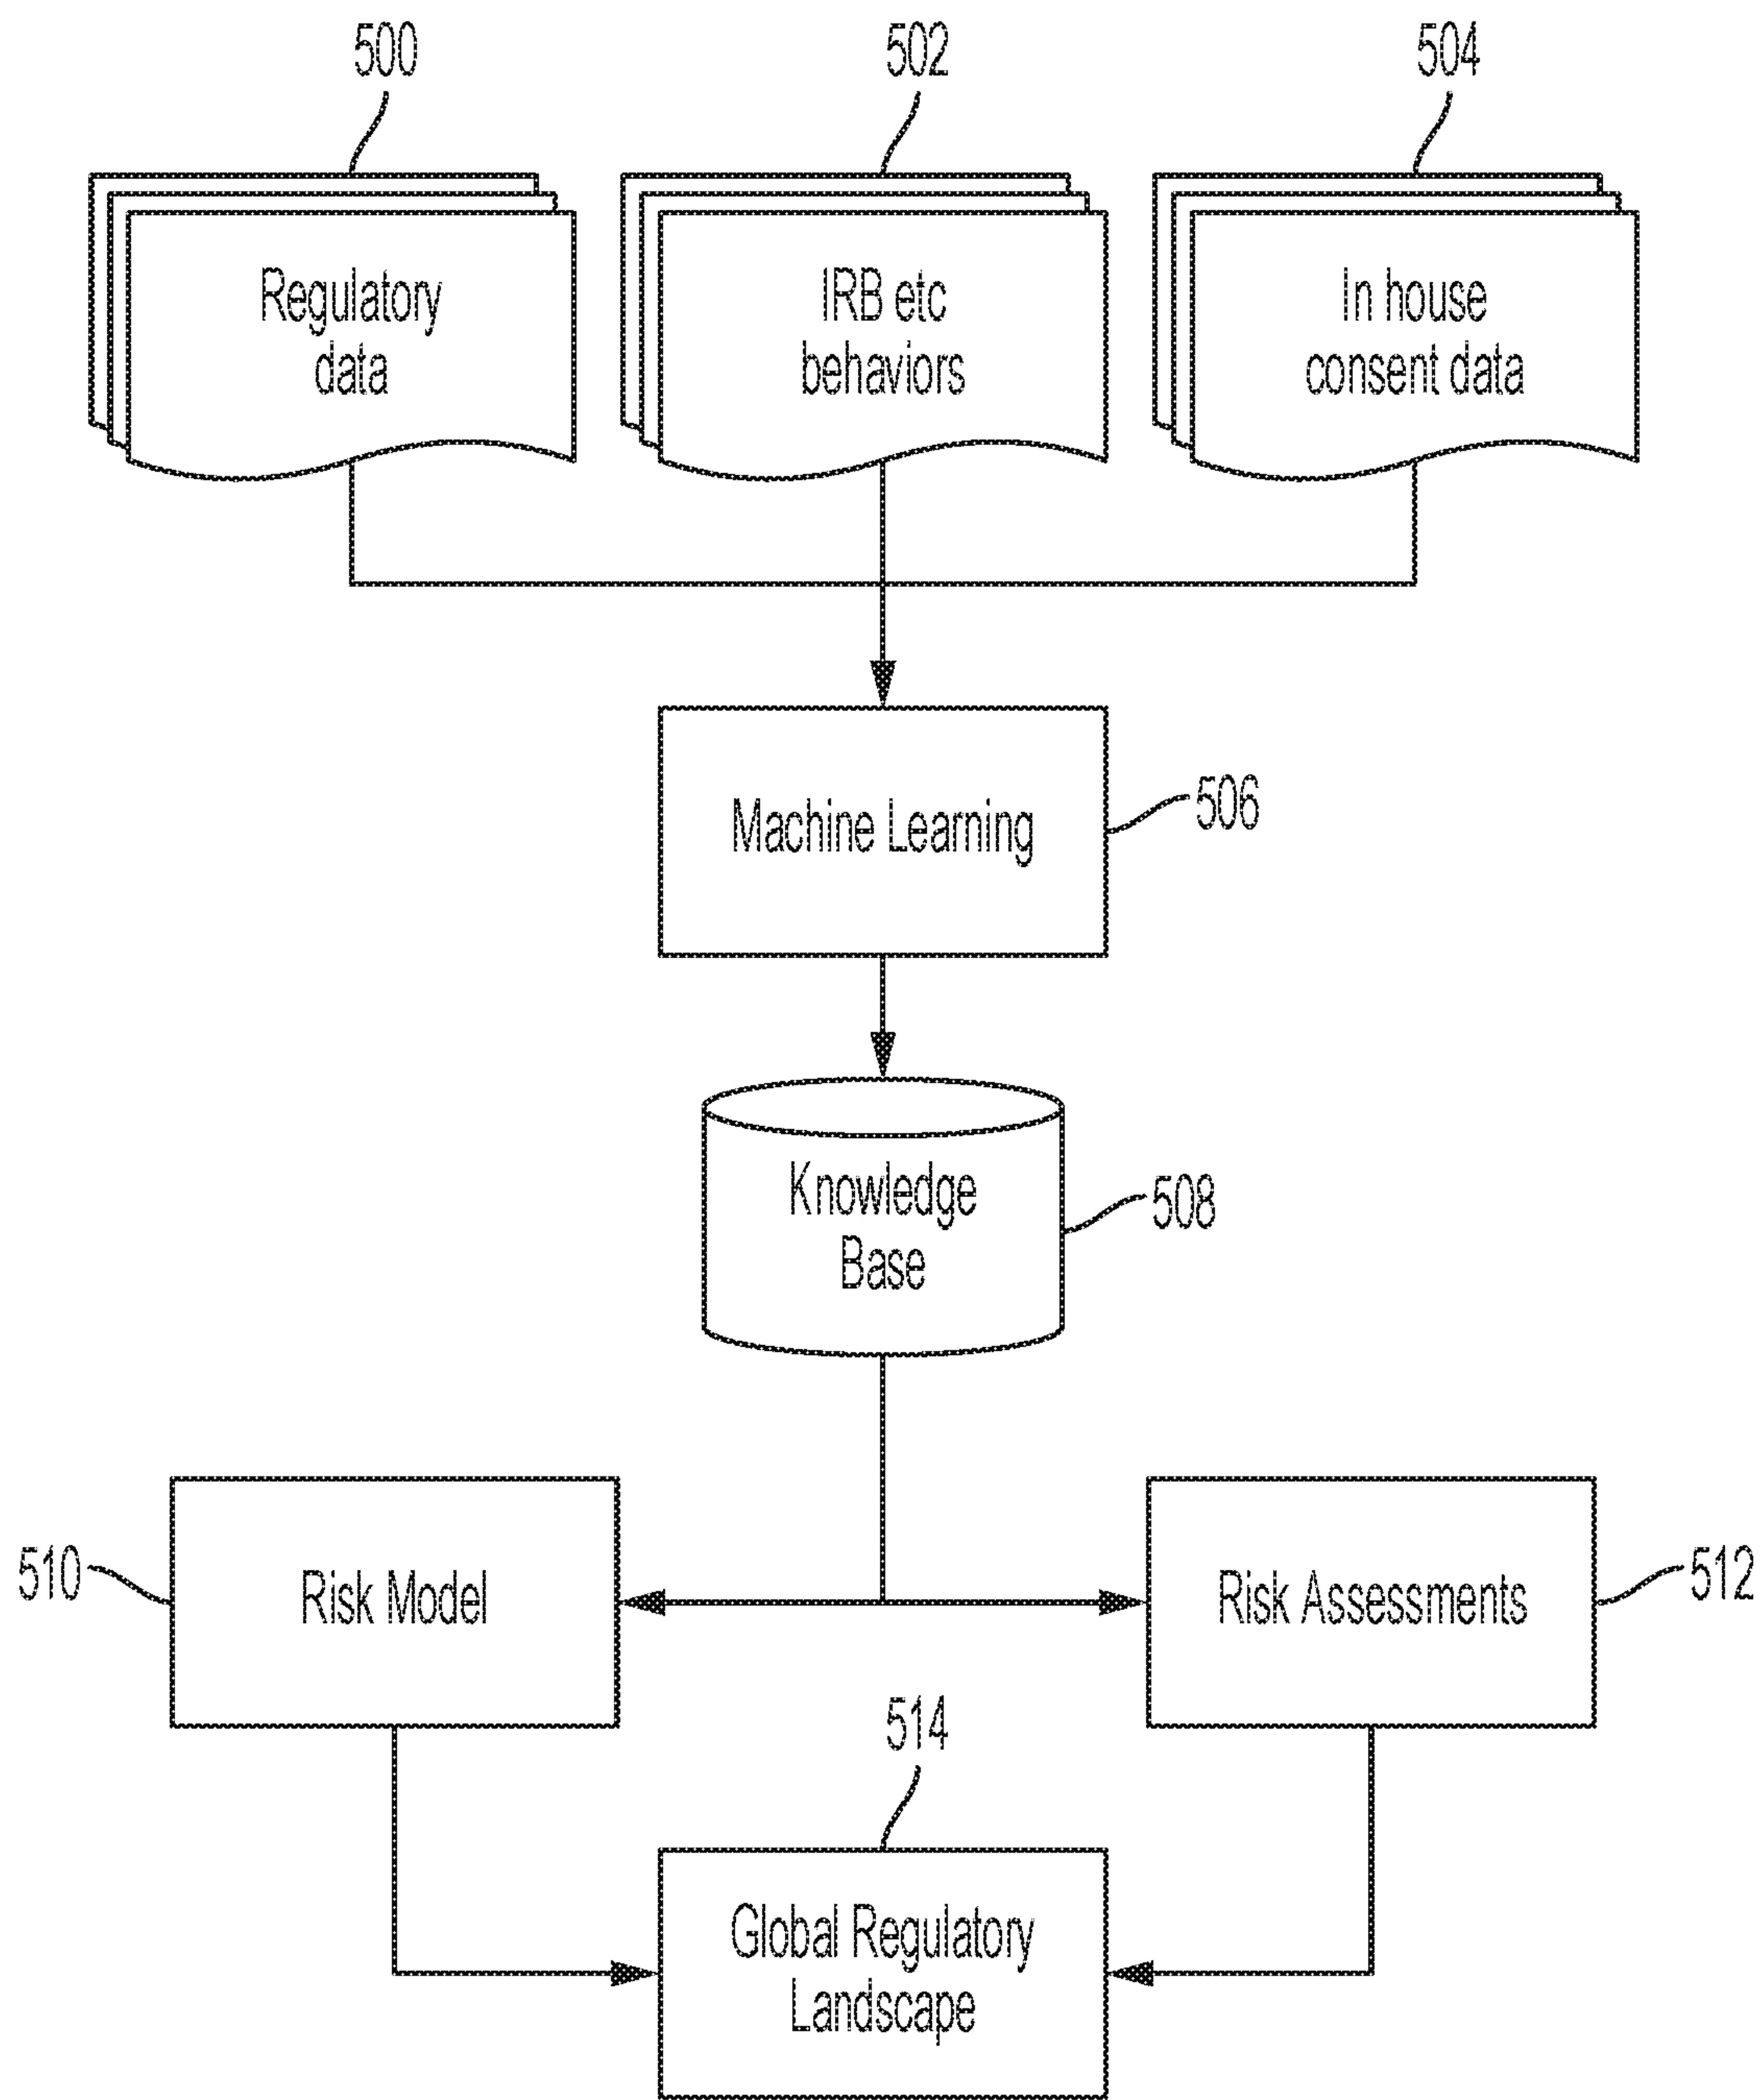 500
502
504
Regulatory
data
IRB etc
behaviors
In house
consent data
Machine Learning
506
Knowledge
Base
508
510
Risk Model
Risk Assessments
512
514
Global Regulatory
Landscape